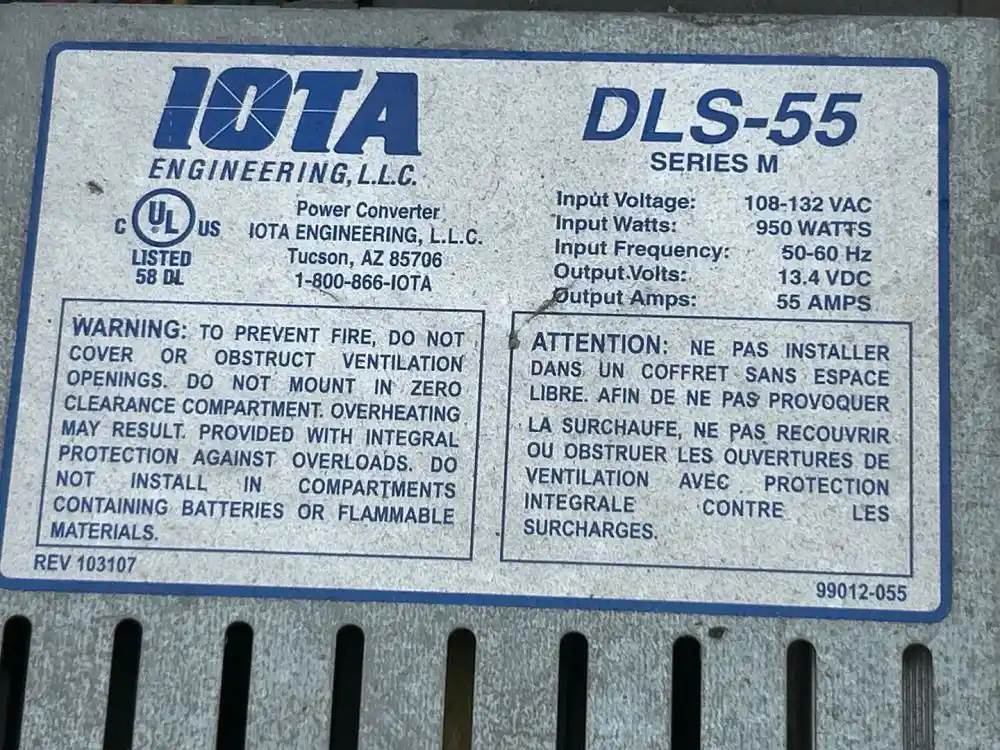 IOTA
ENGINEERING, L.L.C.
C UL US
LISTED
58 DL
Power Converter
IOTA ENGINEERING, L.L.C.
Tucson, AZ 85706
1-800-866-IOTA
DLS-55
SERIES M
Input Voltage: 108-132 VAC
Input Watts: 950 WATTS
Input Frequency: 50-60 Hz
Output Volts: 13.4 VDC
Output Amps: 55 AMPS
WARNING: TO PREVENT FIRE, DO NOT
COVER OR OBSTRUCT VENTILATION
OPENINGS. DO NOT MOUNT IN ZERO
CLEARANCE COMPARTMENT. OVERHEATING
MAY RESULT. PROVIDED WITH INTEGRAL
PROTECTION AGAINST OVERLOADS. DO
NOT INSTALL IN COMPARTMENTS
CONTAINING BATTERIES OR FLAMMABLE
MATERIALS.
ATTENTION: NE PAS INSTALLER
DANS UN COFFRET SANS ESPACE
LIBRE. AFIN DE NE PAS PROVOQUER
LA SURCHAUFE, NE PAS RECOUVRIR
OU OBSTRUER LES OUVERTURES DE
VENTILATION AVEC PROTECTION
INTEGRALE CONTRE LES
SURCHARGES.
REV 103107
99012-055